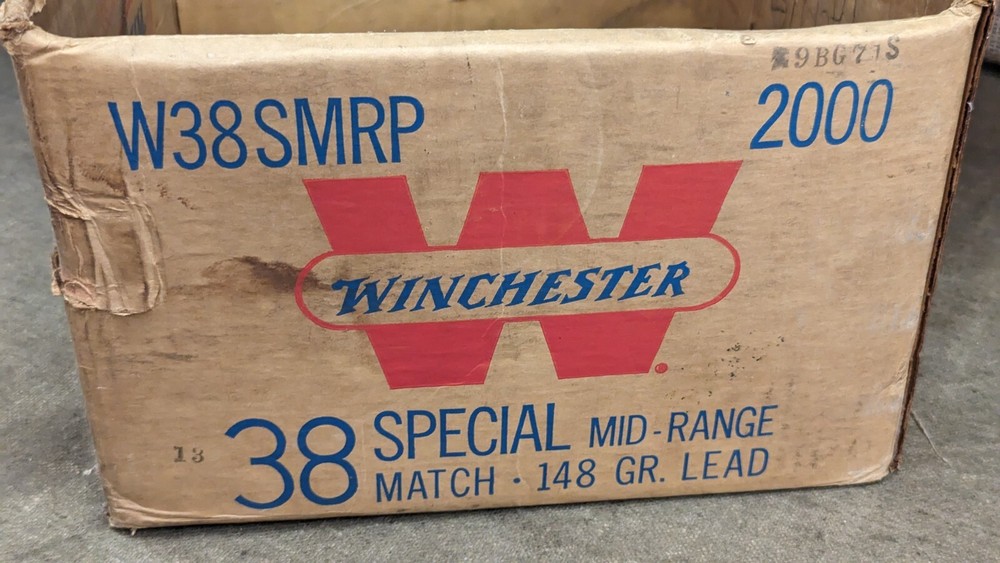 9BG71S
W38SMRP
2000
WINCHESTER
38 SPECIAL MID-RANGE
MATCH · 148 GR. LEAD
13